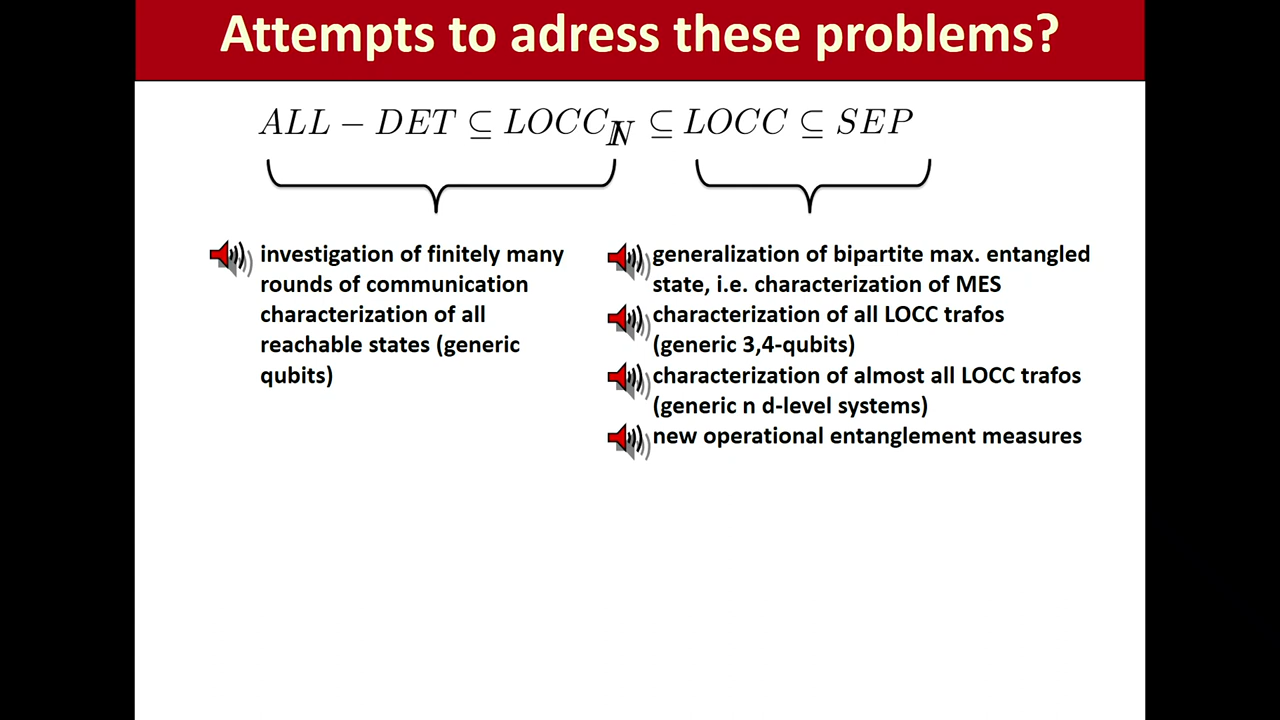 Attempts to adress these problems?
ALL − DET ⊆ LOCC_ℕ ⊆ LOCC ⊆ SEP
investigation of finitely many
rounds of communication
characterization of all
reachable states (generic
qubits)
generalization of bipartite max. entangled
state, i.e. characterization of MES
characterization of all LOCC trafos
(generic 3,4-qubits)
characterization of almost all LOCC trafos
(generic n d-level systems)
new operational entanglement measures